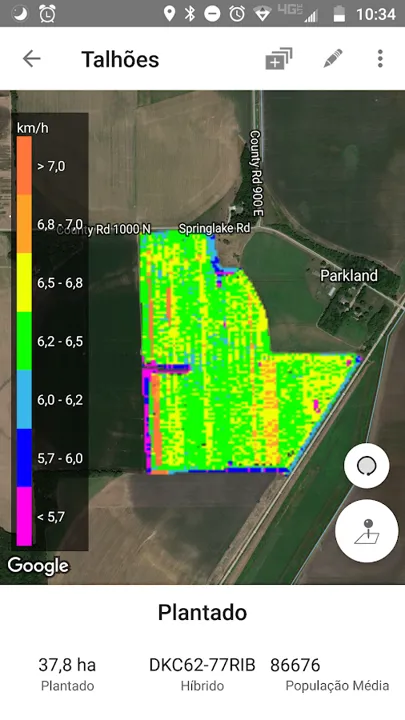 4G
10:34
Talhões
km/h
> 7,0
6,8 - 7,0
6,5 - 6,8
6,2 - 6,5
6,0 - 6,2
5,7 - 6,0
< 5,7
County Rd 900 E
County Rd 1000 N
Springlake Rd
Parkland
Google
Plantado
37,8 ha
DKC62-77RIB
86676
Plantado
Híbrido
População Média